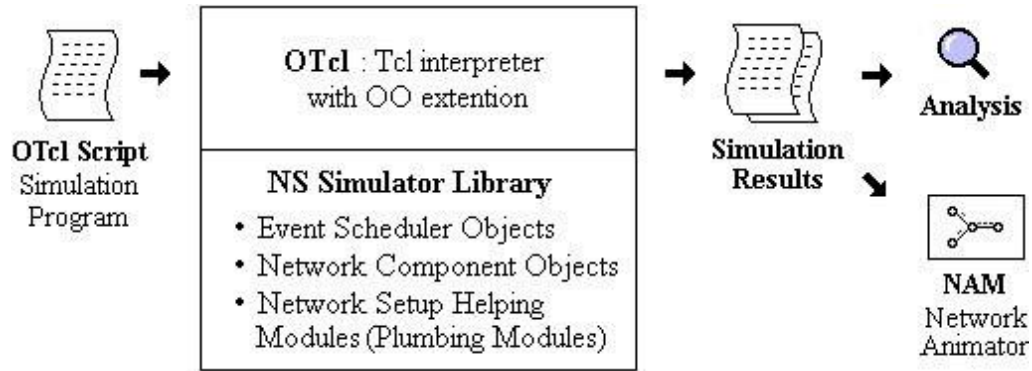 OTcl Script
Simulation
Program
OTcl : Tcl interpreter
with OO extention
NS Simulator Library
• Event Scheduler Objects
• Network Component Objects
• Network Setup Helping
Modules (Plumbing Modules)
Simulation
Results
Analysis
NAM
Network
Animator